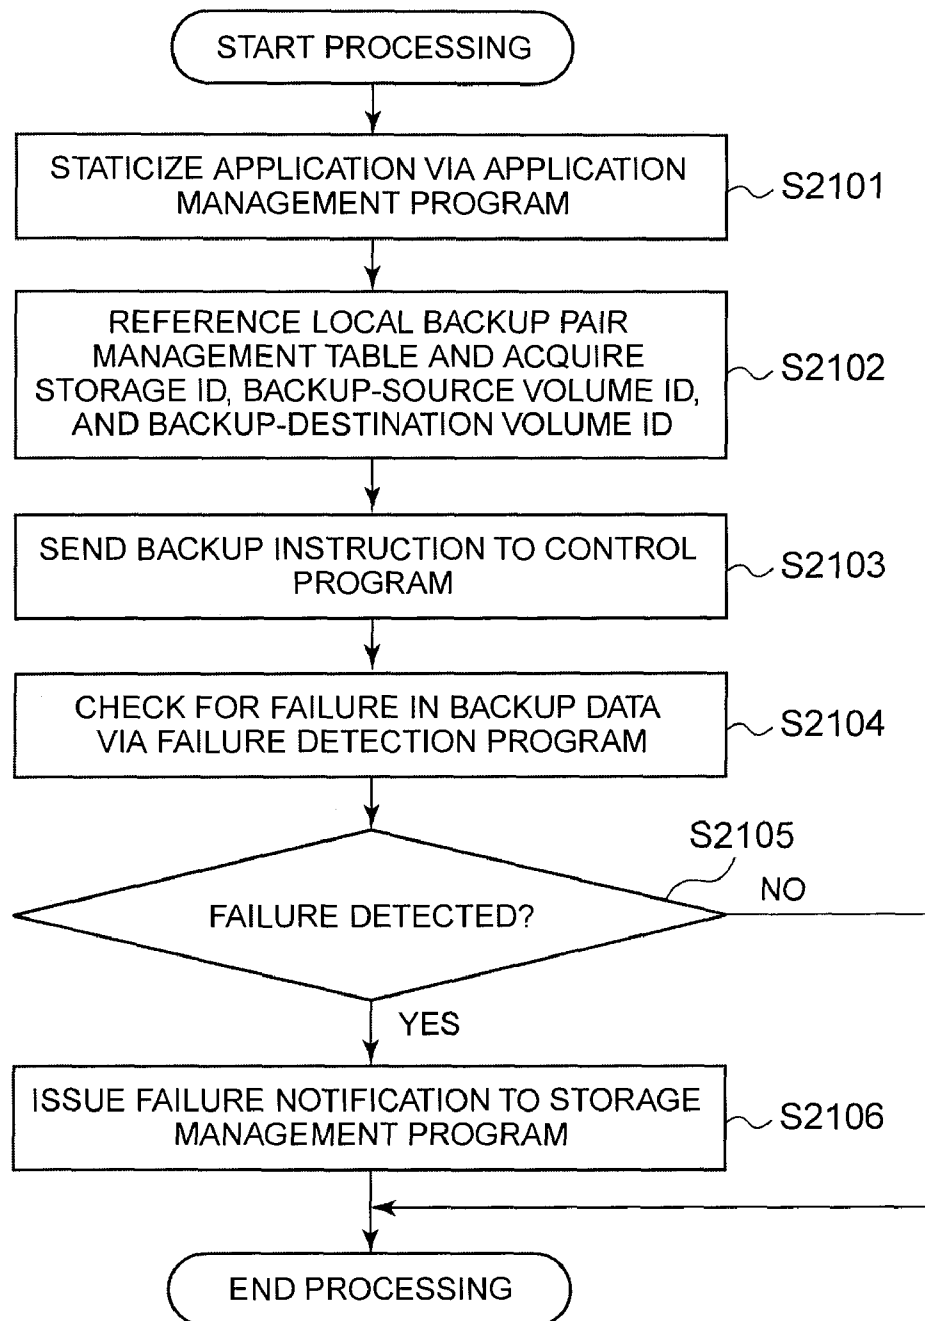 START PROCESSING
STATICIZE APPLICATION VIA APPLICATION
MANAGEMENT PROGRAM
S2101
REFERENCE LOCAL BACKUP PAIR
MANAGEMENT TABLE AND ACQUIRE
STORAGE ID, BACKUP-SOURCE VOLUME ID,
AND BACKUP-DESTINATION VOLUME ID
S2102
SEND BACKUP INSTRUCTION TO CONTROL
PROGRAM
S2103
CHECK FOR FAILURE IN BACKUP DATA
VIA FAILURE DETECTION PROGRAM
S2104
S2105
FAILURE DETECTED?
NO
YES
ISSUE FAILURE NOTIFICATION TO STORAGE
MANAGEMENT PROGRAM
S2106
END PROCESSING